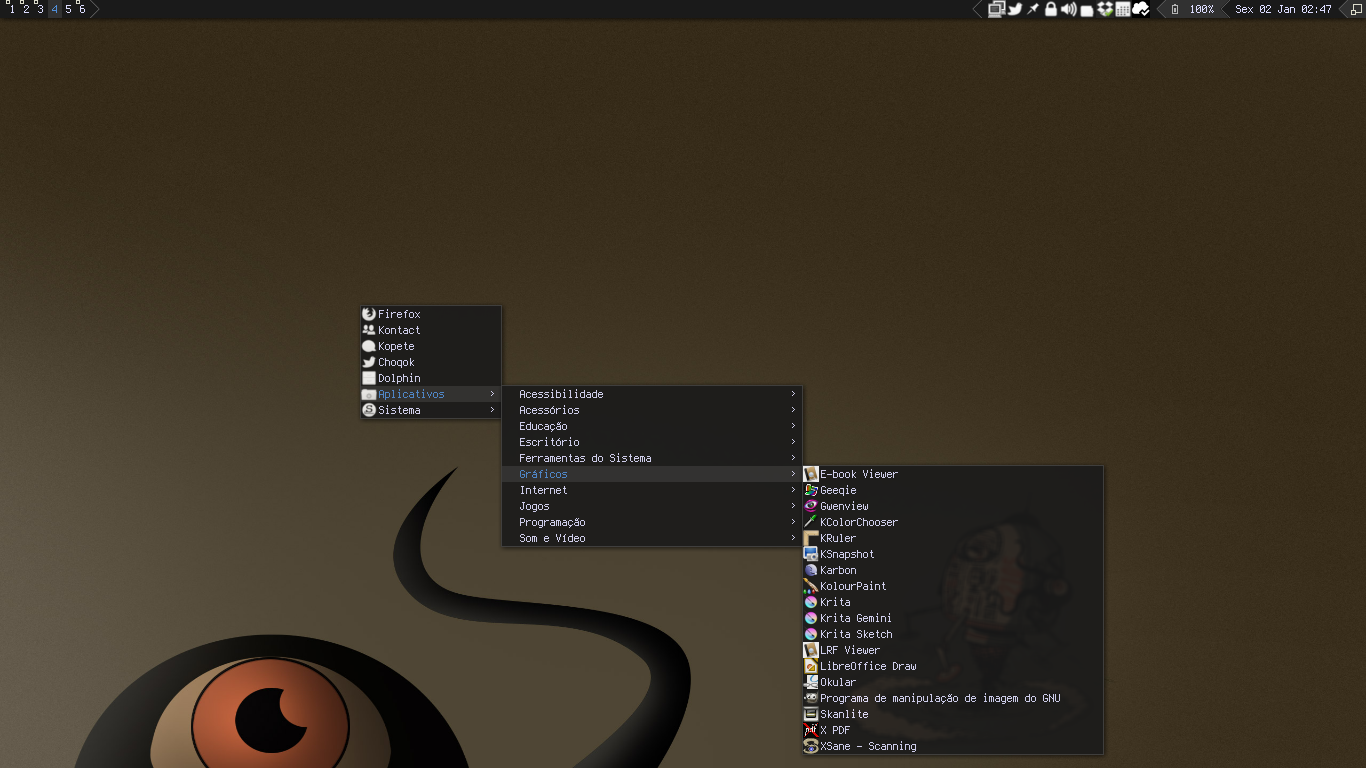 1 2 3 4 5 6
100%
Sex 02 Jan 02:47
Firefox
Kontact
Kopete
Choqok
Dolphin
Aplicativos
Sistema
Acessibilidade
Acessórios
Educação
Escritório
Ferramentas do Sistema
Gráficos
Internet
Jogos
Programação
Som e Vídeo
E-book Viewer
Geeqie
Gwenview
KColorChooser
KRuler
KSnapshot
Karbon
KolourPaint
Krita
Krita Gemini
Krita Sketch
LRF Viewer
LibreOffice Draw
Okular
Programa de manipulação de imagem do GNU
Skanlite
X PDF
XSane - Scanning